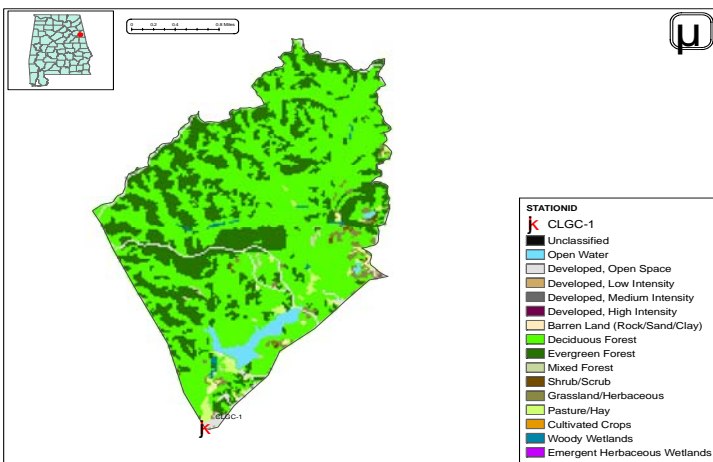 0 0.2 0.4 0.8 Miles
µ
STATIONID
CLGC-1
Unclassified
Open Water
Developed, Open Space
Developed, Low Intensity
Developed, Medium Intensity
Developed, High Intensity
Barren Land (Rock/Sand/Clay)
Deciduous Forest
Evergreen Forest
Mixed Forest
Shrub/Scrub
Grassland/Herbaceous
Pasture/Hay
Cultivated Crops
Woody Wetlands
Emergent Herbaceous Wetlands
CLGC-1